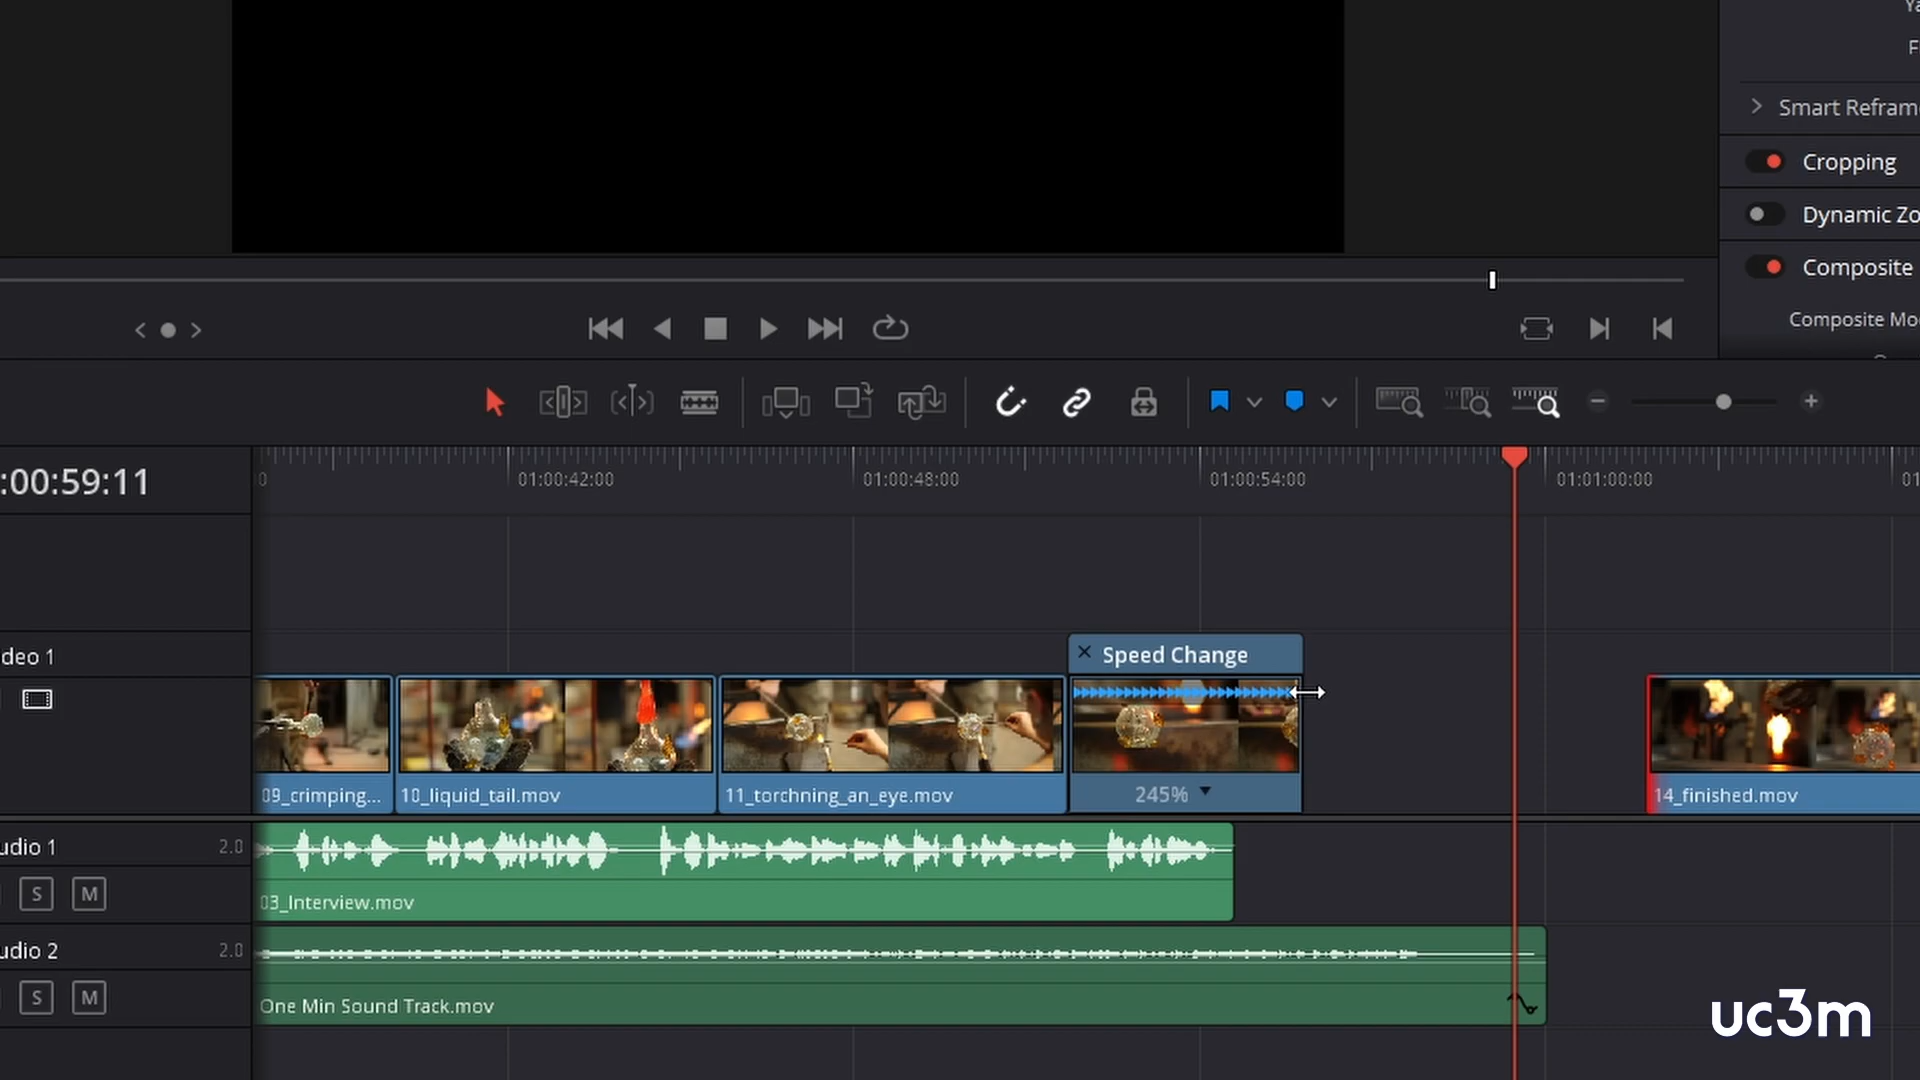 Smart Refram
Cropping
Dynamic Zo
Composite
Composite Mo
:00:59:11
0
01:00:42:00
01:00:48:00
01:00:54:00
01:01:00:00
01
deo 1
Speed Change
09_crimping...
10_liquid_tail.mov
11_torchning_an_eye.mov
245%
14_finished.mov
udio 1
2.0
S
M
03_Interview.mov
udio 2
2.0
S
M
One Min Sound Track.mov
uc3m